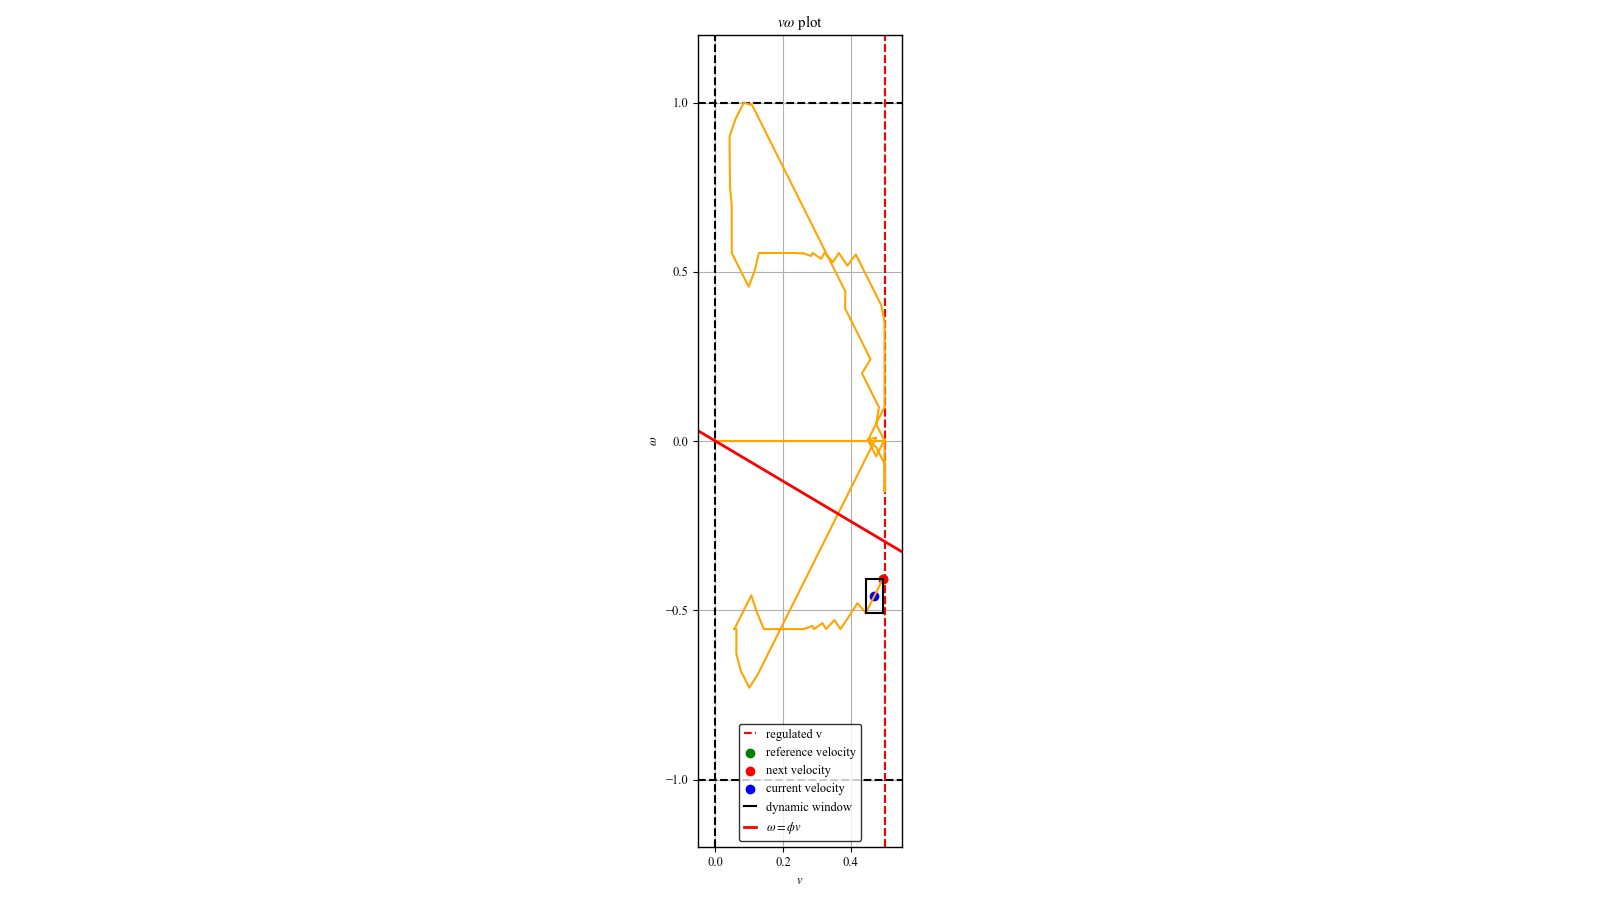 vω plot
1.0
0.5
0.0
−0.5
−1.0
ω
regulated v
reference velocity
next velocity
current velocity
dynamic window
ω = ϕv
0.0 0.2 0.4
v